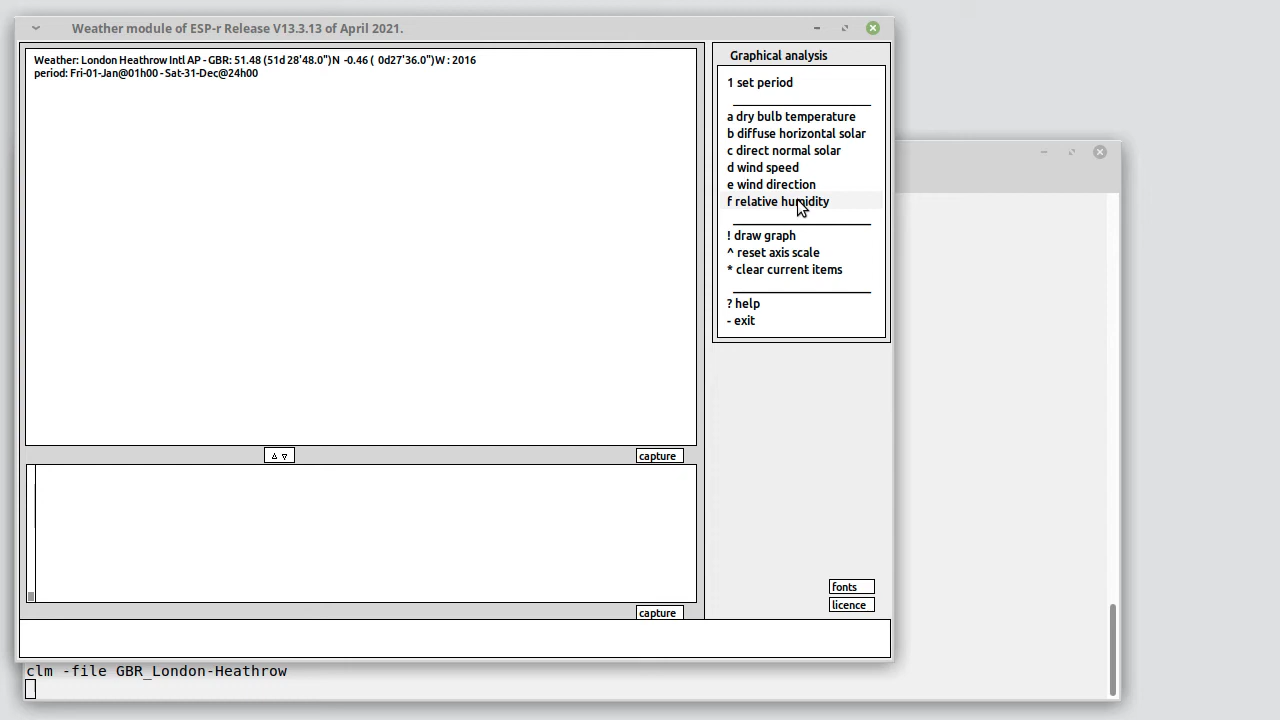 Weather module of ESP-r Release V13.3.13 of April 2021.
Weather: London Heathrow Intl AP - GBR: 51.48 (51d 28'48.0")N -0.46 ( 0d27'36.0")W : 2016
period: Fri-01-Jan@01h00 - Sat-31-Dec@24h00
Graphical analysis
1 set period
a dry bulb temperature
b diffuse horizontal solar
c direct normal solar
d wind speed
e wind direction
f relative humidity
! draw graph
^ reset axis scale
* clear current items
? help
- exit
capture
capture
fonts
licence
clm -file GBR_London-Heathrow